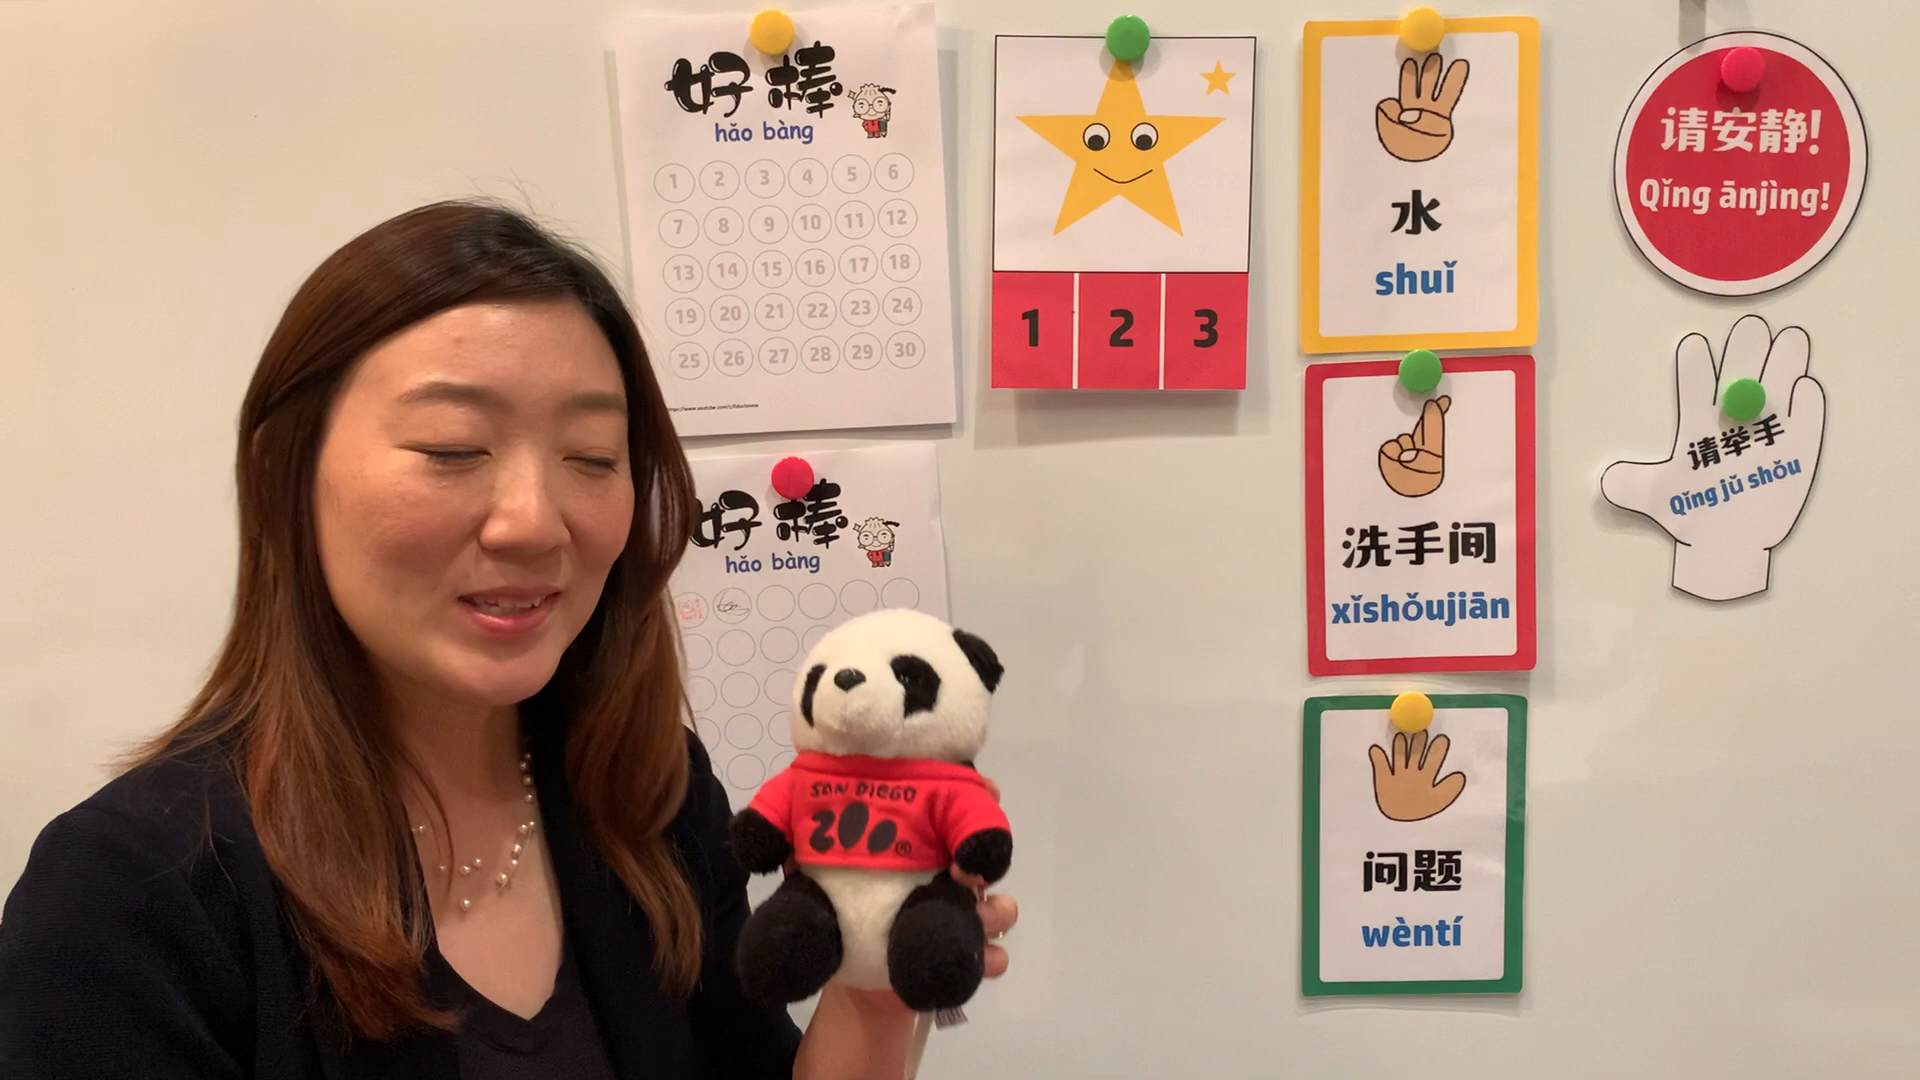 好棒
hǎo bàng
1 2 3 4 5 6
7 8 9 10 11 12
13 14 15 16 17 18
19 20 21 22 23 24
25 26 27 28 29 30
好棒
hǎo bàng
SAN DIEGO
ZOO®
1 2 3
水
shuǐ
洗手间
xǐshǒujiān
问题
wèntí
请安静!
Qǐng ānjìng!
请举手
Qǐng jǔ shǒu